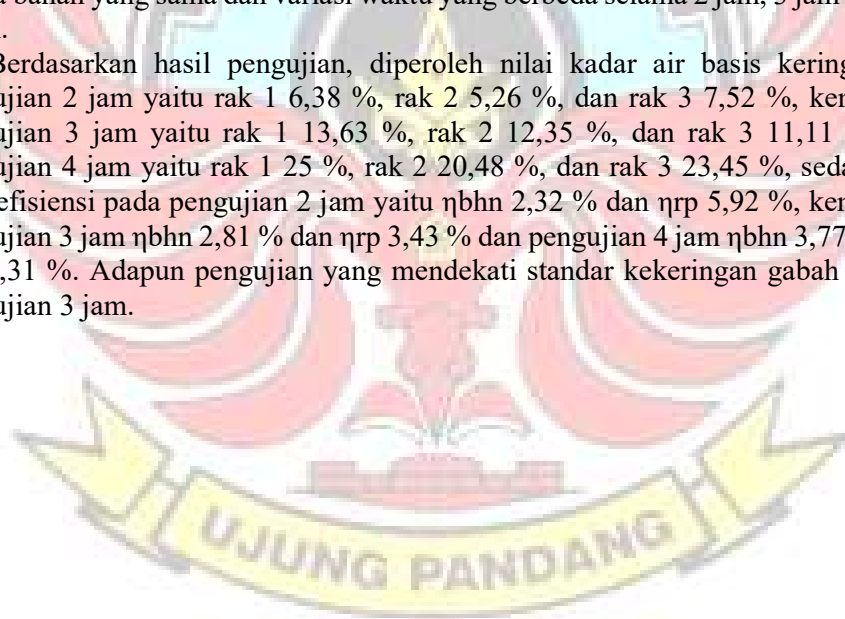 bahan yang sama dan variasi waktu yang berbeda selama 2 jam, 3 jam
Berdasarkan hasil pengujian, diperoleh nilai kadar air basis kering
ujian 2 jam yaitu rak 1 6,38 %, rak 2 5,26 %, dan rak 3 7,52 %, ken
ujian 3 jam yaitu rak 1 13,63 %, rak 2 12,35 %, dan rak 3 11,11
ujian 4 jam yaitu rak 1 25 %, rak 2 20,48 %, dan rak 3 23,45 %, seda
efisiensi pada pengujian 2 jam yaitu ηbhn 2,32 % dan ηrp 5,92 %, ken
ujian 3 jam ηbhn 2,81 % dan ηrp 3,43 % dan pengujian 4 jam ηbhn 3,77
,31 %. Adapun pengujian yang mendekati standar kekeringan gabah
ujian 3 jam.
UJUNG PANDANG